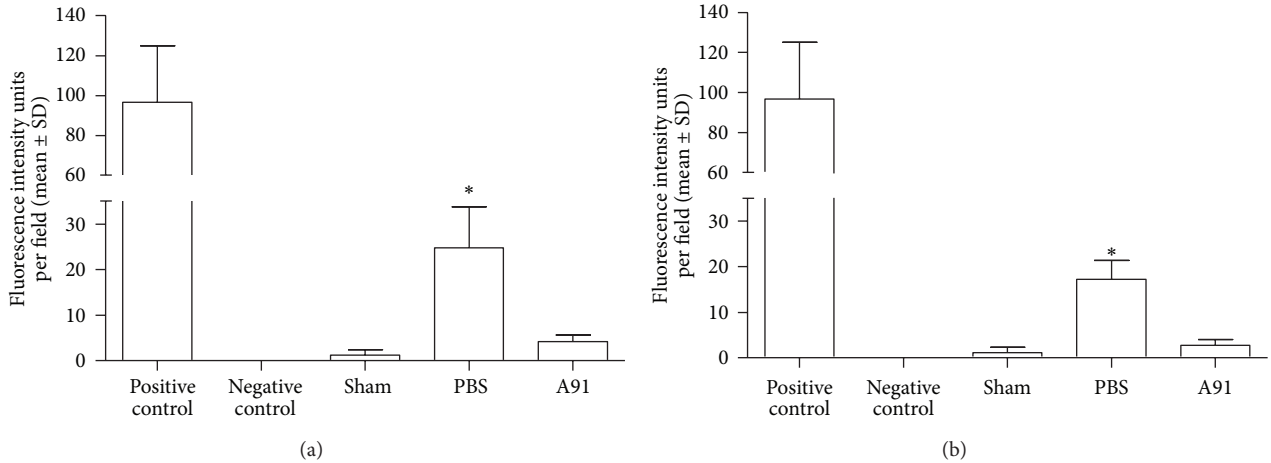 Fluorescence intensity units
per field (mean ± SD)
140
120
100
80
60
30
20
10
0
*
Positive
control
Negative
control
Sham
PBS
A91
(a)
Fluorescence intensity units
per field (mean ± SD)
140
120
100
80
60
30
20
10
0
*
Positive
control
Negative
control
Sham
PBS
A91
(b)